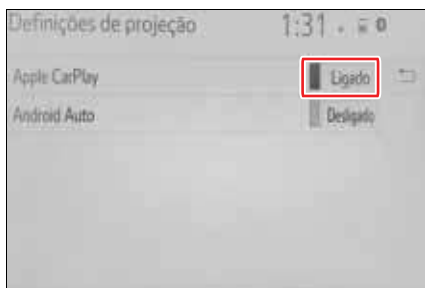 Definições de projeção 1:31
Apple CarPlay Ligado
Android Auto Desligado